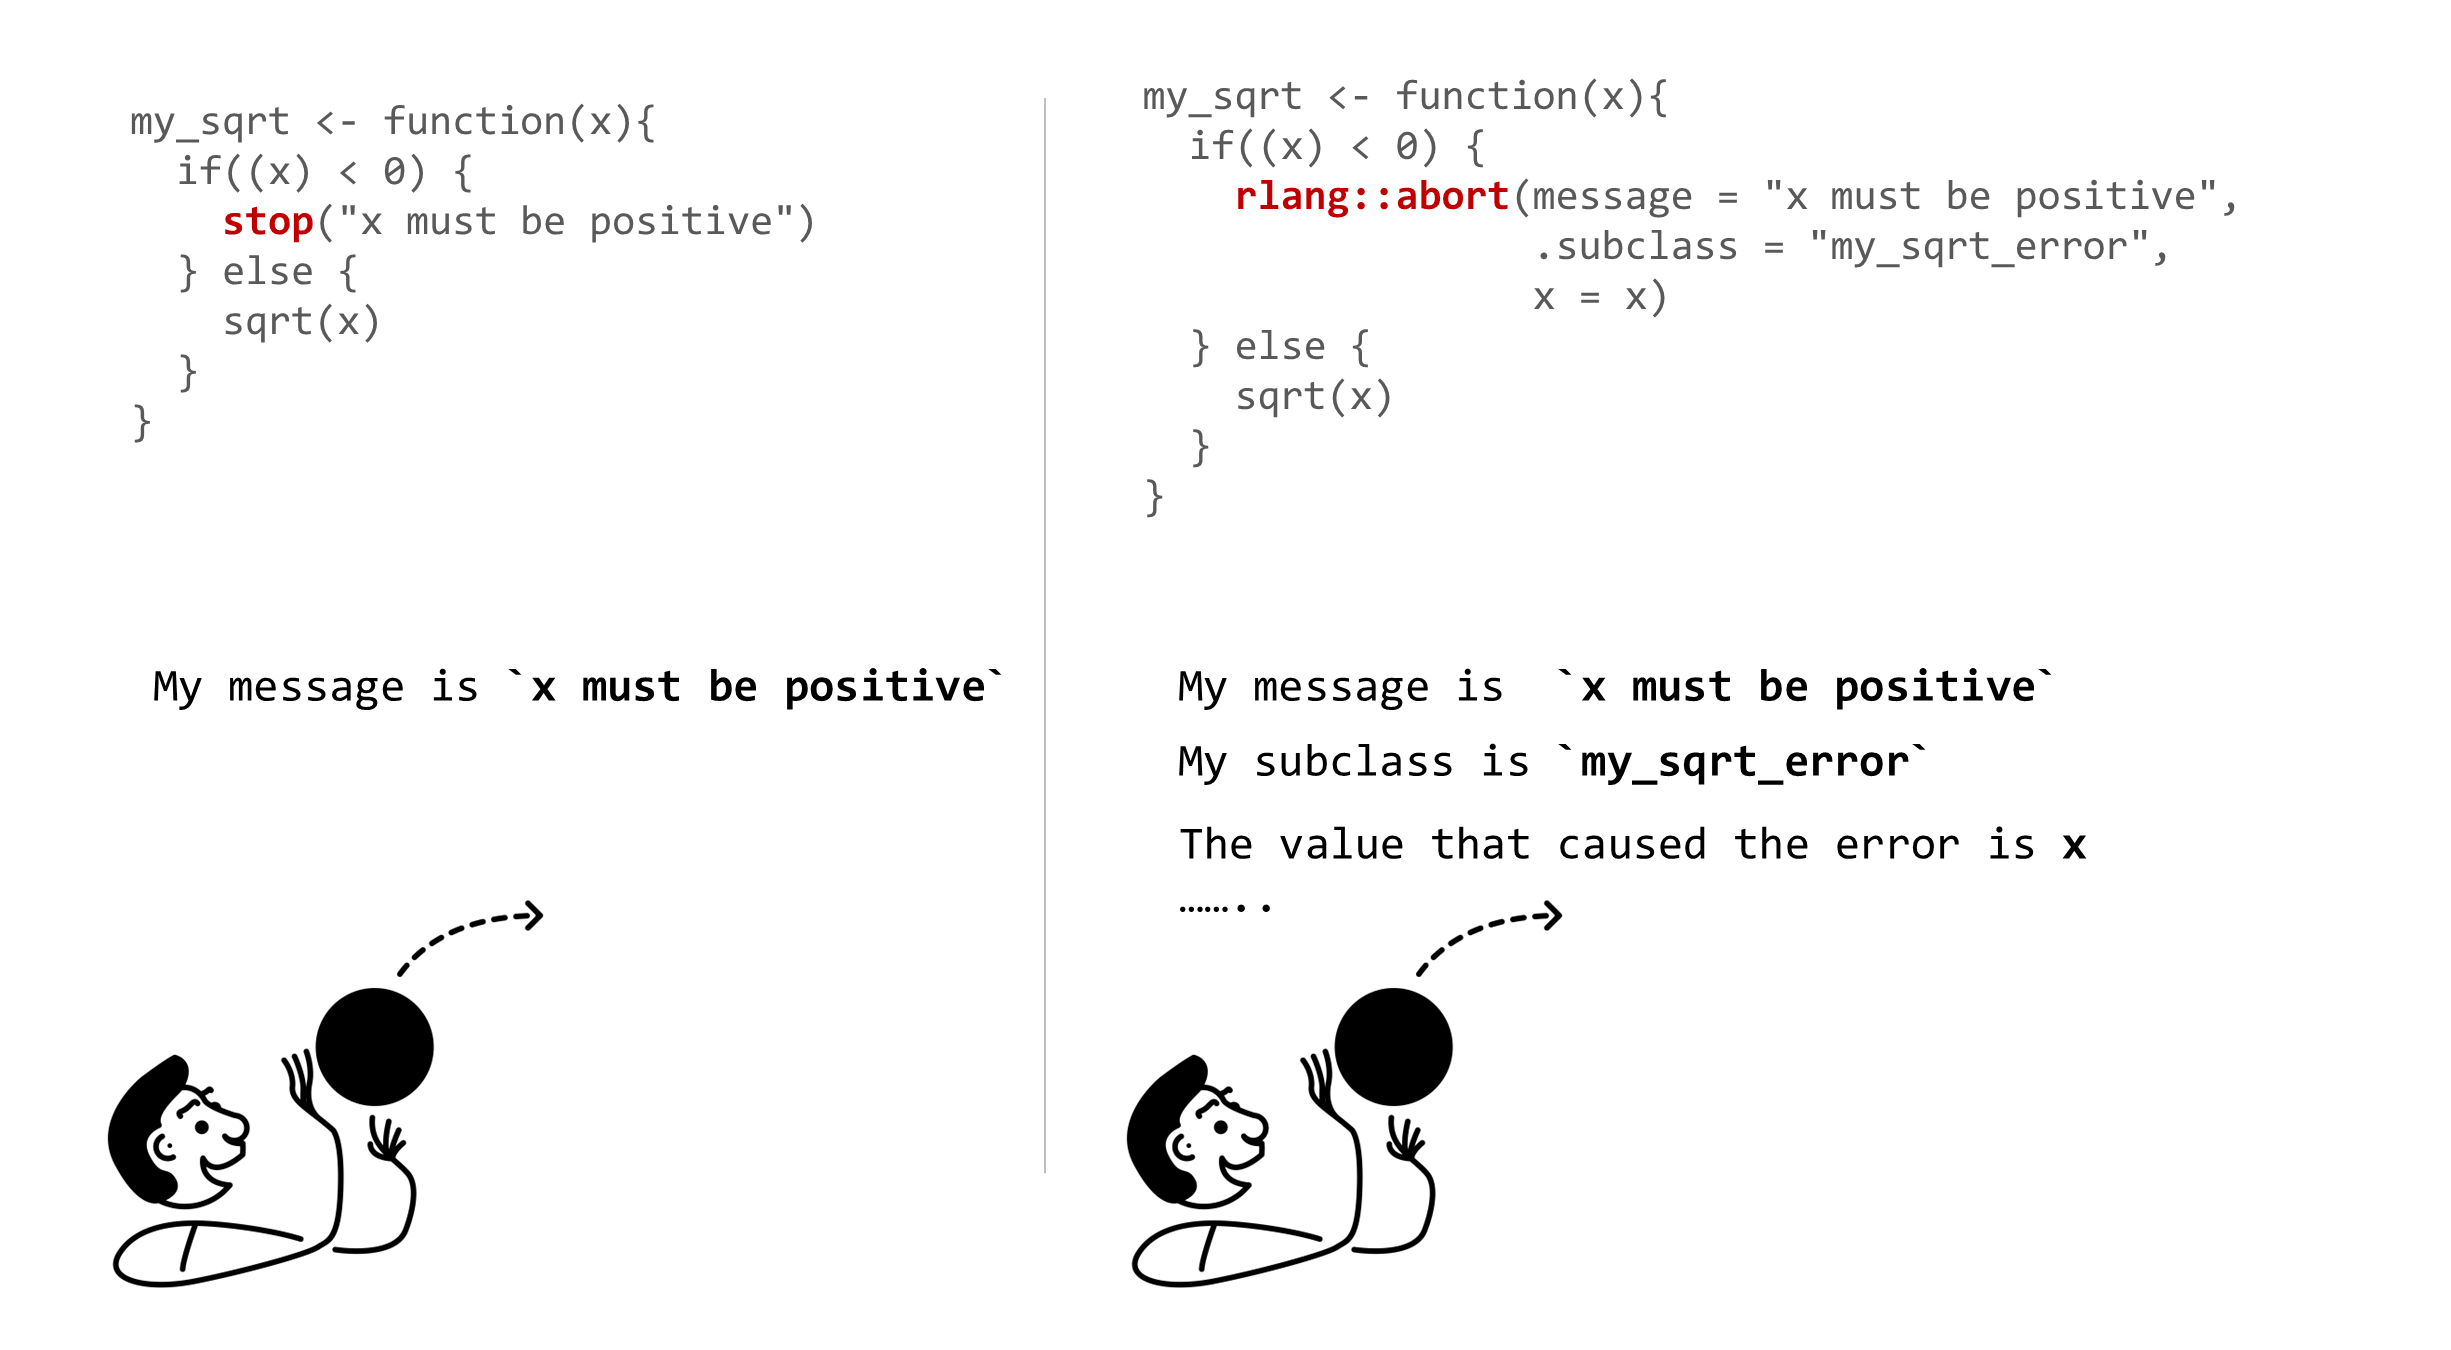 my_sqrt <- function(x){
  if((x) < 0) {
    stop("x must be positive")
  } else {
    sqrt(x)
  }
}
My message is `x must be positive`
my_sqrt <- function(x){
  if((x) < 0) {
    rlang::abort(message = "x must be positive",
                 .subclass = "my_sqrt_error",
                 x = x)
  } else {
    sqrt(x)
  }
}
My message is  `x must be positive`
My subclass is `my_sqrt_error`
The value that caused the error is x
……..